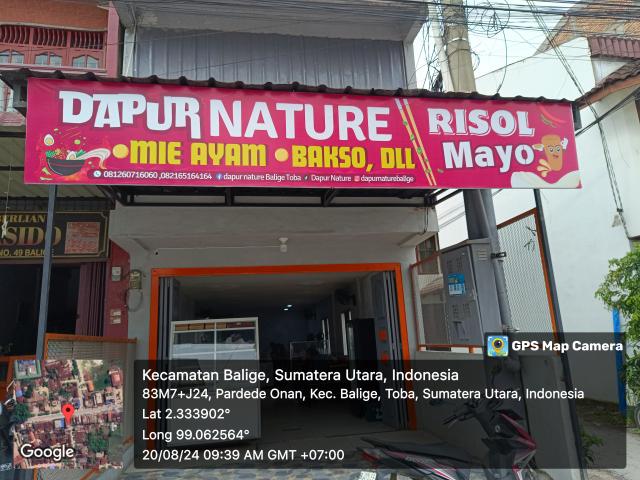 DAPUR NATURE
•MIE AYAM •BAKSO, DLL
RISOL
Mayo
081260716060 ,082165164164 dapur nature Balige Toba Dapur Nature dapurnaturebalige
SIDO
NO. 49 BALIGE
GPS Map Camera
Kecamatan Balige, Sumatera Utara, Indonesia
83M7+J24, Pardede Onan, Kec. Balige, Toba, Sumatera Utara, Indonesia
Lat 2.333902°
Long 99.062564°
20/08/24 09:39 AM GMT +07:00
Google